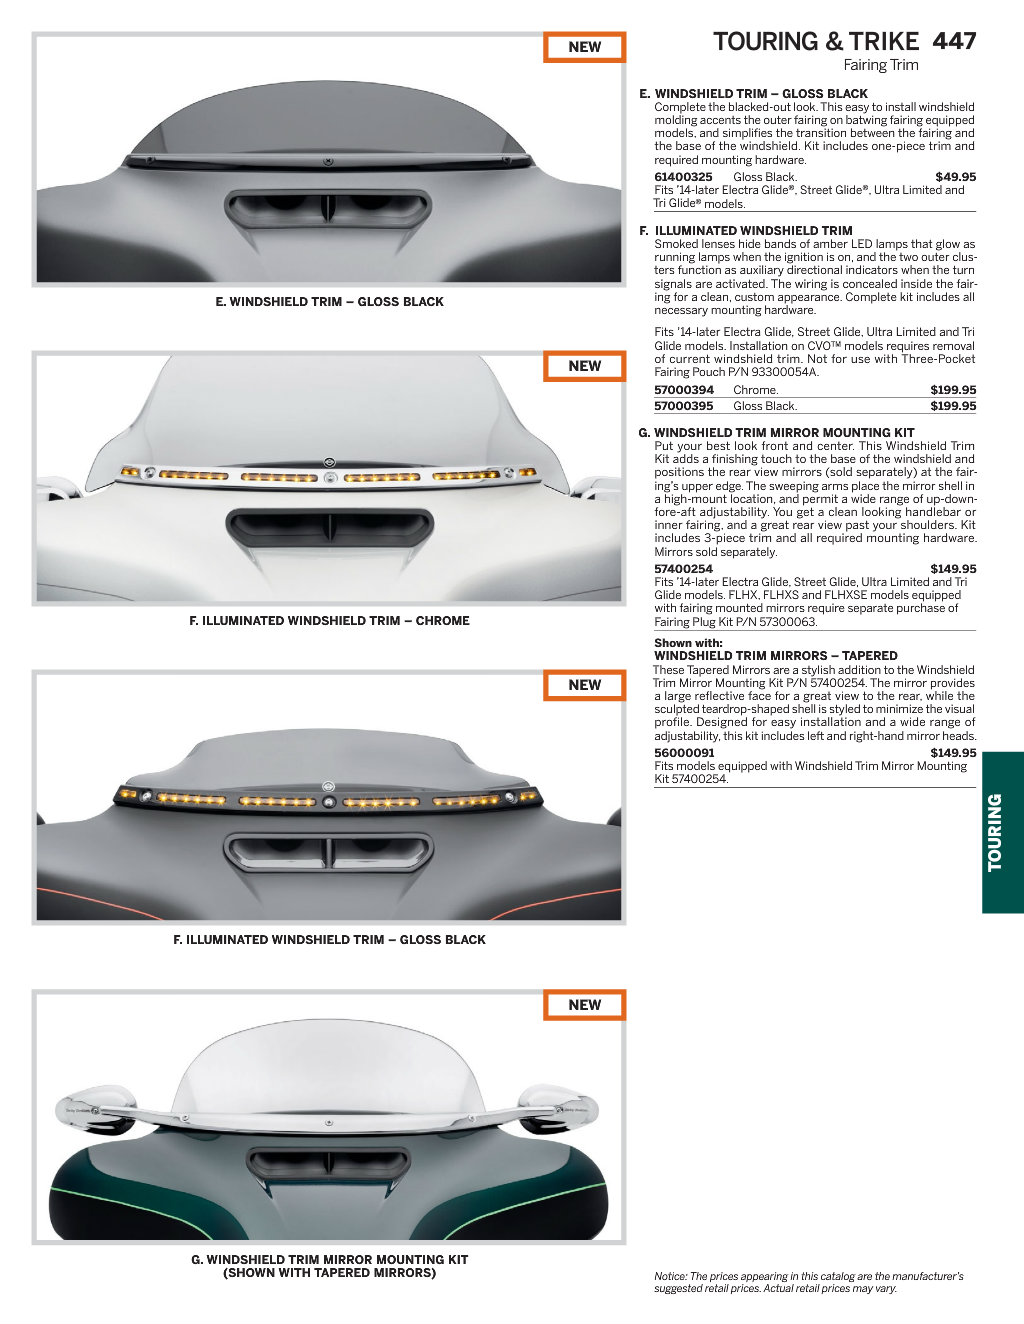 NEW
E. WINDSHIELD TRIM – GLOSS BLACK
NEW
F. ILLUMINATED WINDSHIELD TRIM – CHROME
NEW
F. ILLUMINATED WINDSHIELD TRIM – GLOSS BLACK
NEW
G. WINDSHIELD TRIM MIRROR MOUNTING KIT
(SHOWN WITH TAPERED MIRRORS)
TOURING & TRIKE 447
Fairing Trim
E. WINDSHIELD TRIM – GLOSS BLACK
Complete the blacked-out look. This easy to install windshield
molding accents the outer fairing on batwing fairing equipped
models, and simplifies the transition between the fairing and
the base of the windshield. Kit includes one-piece trim and
required mounting hardware.
61400325 Gloss Black. $49.95
Fits ’14-later Electra Glide®, Street Glide®, Ultra Limited and
Tri Glide® models.
F. ILLUMINATED WINDSHIELD TRIM
Smoked lenses hide bands of amber LED lamps that glow as
running lamps when the ignition is on, and the two outer clus-
ters function as auxiliary directional indicators when the turn
signals are activated. The wiring is concealed inside the fair-
ing for a clean, custom appearance. Complete kit includes all
necessary mounting hardware.
Fits ’14-later Electra Glide, Street Glide, Ultra Limited and Tri
Glide models. Installation on CVO™ models requires removal
of current windshield trim. Not for use with Three-Pocket
Fairing Pouch P/N 93300054A.
57000394 Chrome. $199.95
57000395 Gloss Black. $199.95
G. WINDSHIELD TRIM MIRROR MOUNTING KIT
Put your best look front and center. This Windshield Trim
Kit adds a finishing touch to the base of the windshield and
positions the rear view mirrors (sold separately) at the fair-
ing’s upper edge. The sweeping arms place the mirror shell in
a high-mount location, and permit a wide range of up-down-
fore-aft adjustability. You get a clean looking handlebar or
inner fairing, and a great rear view past your shoulders. Kit
includes 3-piece trim and all required mounting hardware.
Mirrors sold separately.
57400254 $149.95
Fits ’14-later Electra Glide, Street Glide, Ultra Limited and Tri
Glide models. FLHX, FLHXS and FLHXSE models equipped
with fairing mounted mirrors require separate purchase of
Fairing Plug Kit P/N 57300063.
Shown with:
WINDSHIELD TRIM MIRRORS – TAPERED
These Tapered Mirrors are a stylish addition to the Windshield
Trim Mirror Mounting Kit P/N 57400254. The mirror provides
a large reflective face for a great view to the rear, while the
sculpted teardrop-shaped shell is styled to minimize the visual
profile. Designed for easy installation and a wide range of
adjustability, this kit includes left and right-hand mirror heads.
56000091 $149.95
Fits models equipped with Windshield Trim Mirror Mounting
Kit 57400254.
TOURING
Notice: The prices appearing in this catalog are the manufacturer’s
suggested retail prices. Actual retail prices may vary.